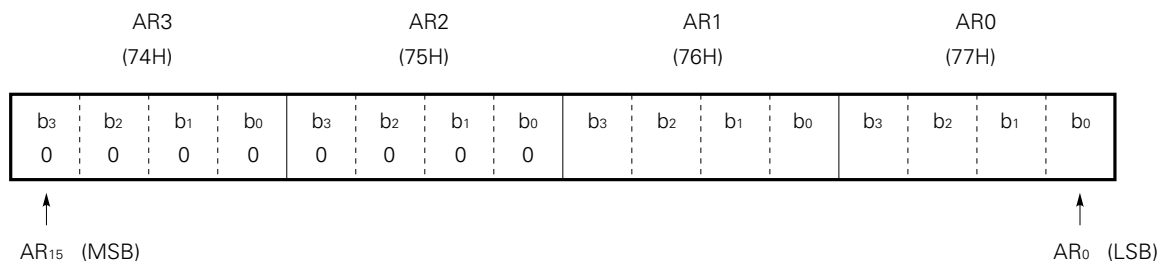 AR3 AR2 AR1 AR0
(74H) (75H) (76H) (77H)
b3 b2 b1 b0 b3 b2 b1 b0 b3 b2 b1 b0 b3 b2 b1 b0
0 0 0 0 0 0 0 0
AR15 (MSB) AR0 (LSB)